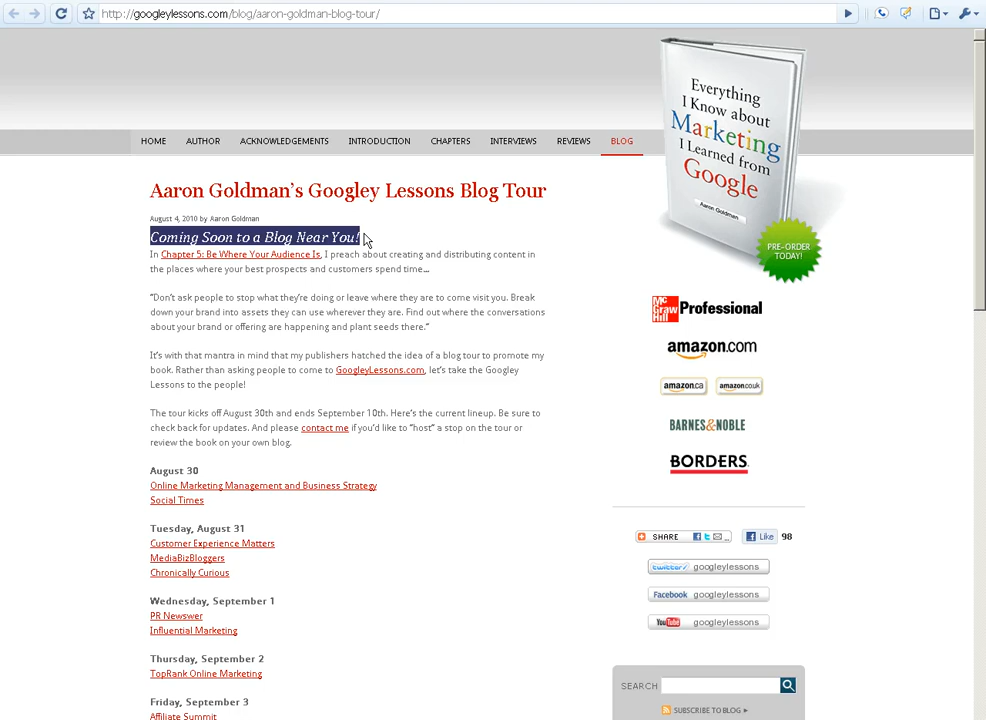 http://googleylessons.com/blog/aaron-goldman-blog-tour/
Everything
I Know about
Marketing
I Learned from
Google
Aaron Goldman
PRE-ORDER
TODAY!
HOME AUTHOR ACKNOWLEDGEMENTS INTRODUCTION CHAPTERS INTERVIEWS REVIEWS BLOG
Aaron Goldman's Googley Lessons Blog Tour
August 4, 2010 by Aaron Goldman
Coming Soon to a Blog Near You!
In Chapter 5: Be Where Your Audience Is, I preach about creating and distributing content in
the places where your best prospects and customers spend time...
"Don't ask people to stop what they're doing or leave where they are to come visit you. Break
down your brand into assets they can use wherever they are. Find out where the conversations
about your brand or offering are happening and plant seeds there."
It's with that mantra in mind that my publishers hatched the idea of a blog tour to promote my
book. Rather than asking people to come to GoogleyLessons.com, let's take the Googley
Lessons to the people!
The tour kicks off August 30th and ends September 10th. Here's the current lineup. Be sure to
check back for updates. And please contact me if you'd like to "host" a stop on the tour or
review the book on your own blog.
August 30
Online Marketing Management and Business Strategy
Social Times
Tuesday, August 31
Customer Experience Matters
MediaBizBloggers
Chronically Curious
Wednesday, September 1
PR Newswer
Influential Marketing
Thursday, September 2
TopRank Online Marketing
Friday, September 3
Affiliate Summit
Mc
Graw
Hill Professional
amazon.com
amazon.ca amazon.co.uk
BARNES&NOBLE
BORDERS.
SHARE ... Like 98
twitter googleylessons
Facebook googleylessons
YouTube googleylessons
SEARCH
SUBSCRIBE TO BLOG